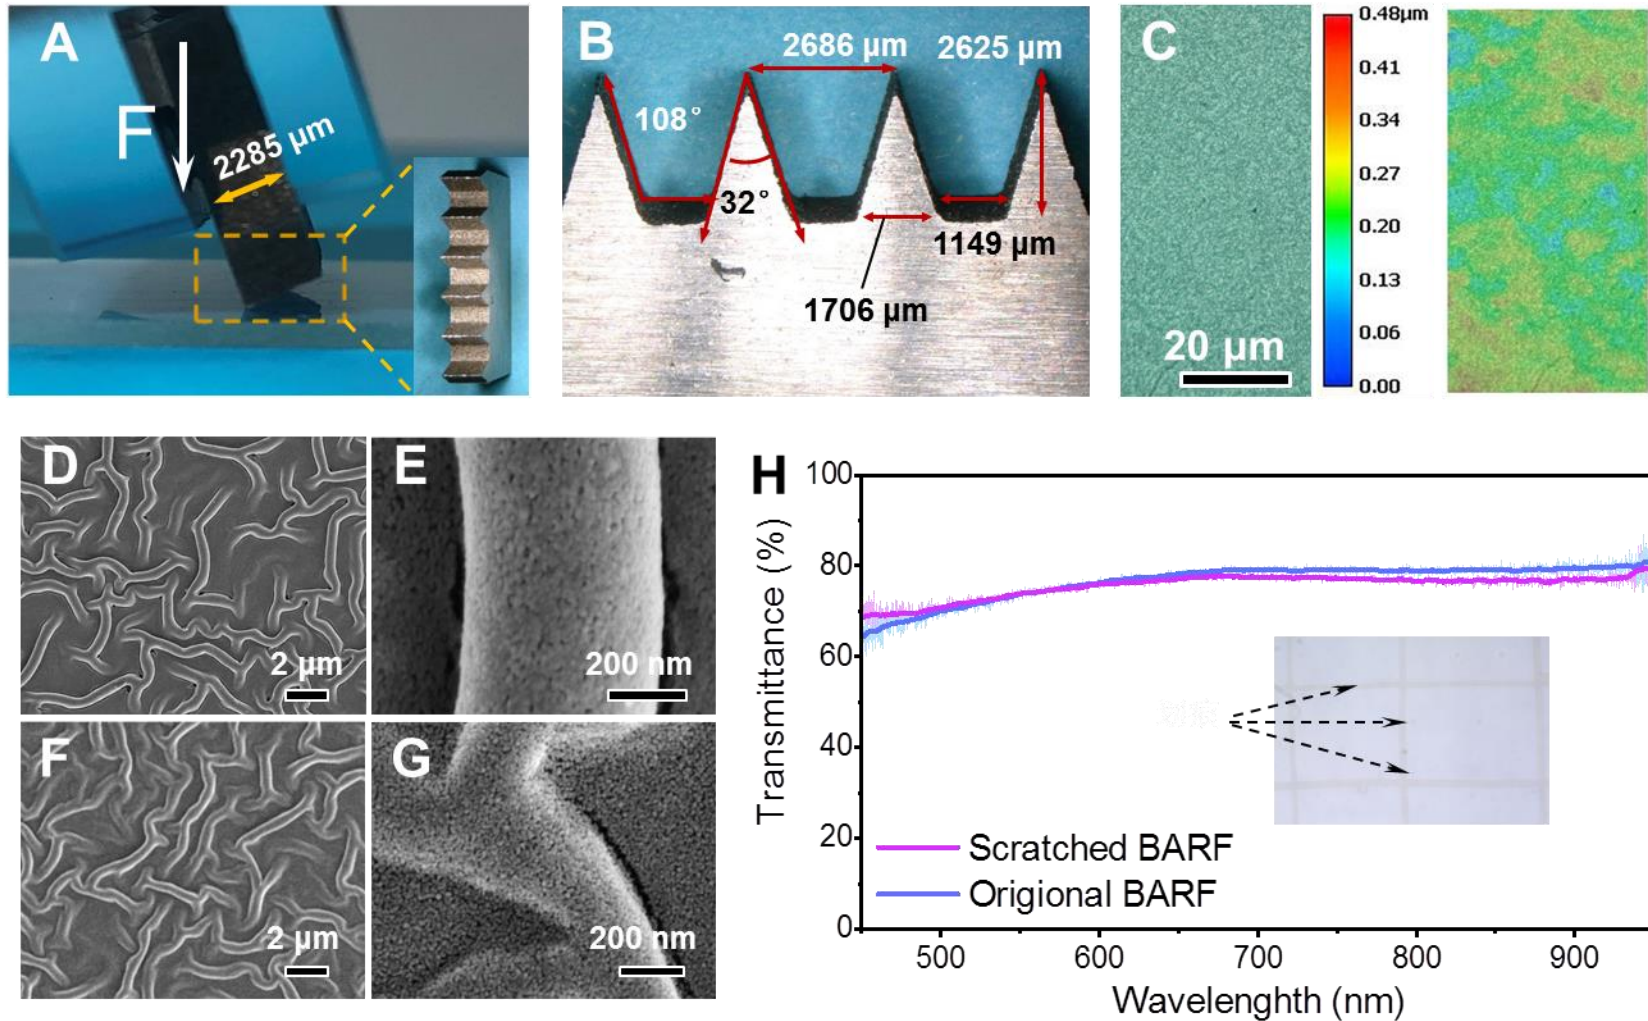 A
F
2285 µm
B
2686 µm
2625 µm
108°
32°
1149 µm
1706 µm
C
20 µm
0.48µm
0.41
0.34
0.27
0.20
0.13
0.06
0.00
D
2 µm
E
200 nm
F
2 µm
G
200 nm
H
Transmittance (%)
100
80
60
40
20
0
Scratched BARF
Origional BARF
500
600
700
800
900
Wavelenghth (nm)